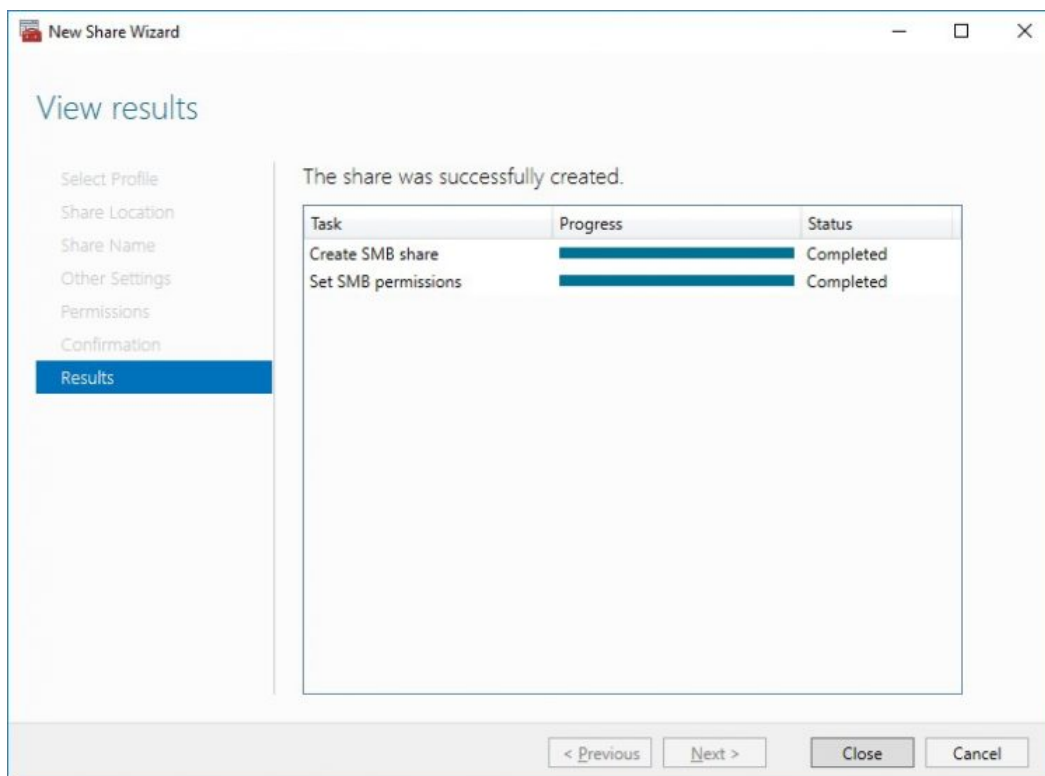 New Share Wizard
View results
Select Profile
Share Location
Share Name
Other Settings
Permissions
Confirmation
Results
The share was successfully created.
Task Progress Status
Create SMB share Completed
Set SMB permissions Completed
< Previous Next > Close Cancel